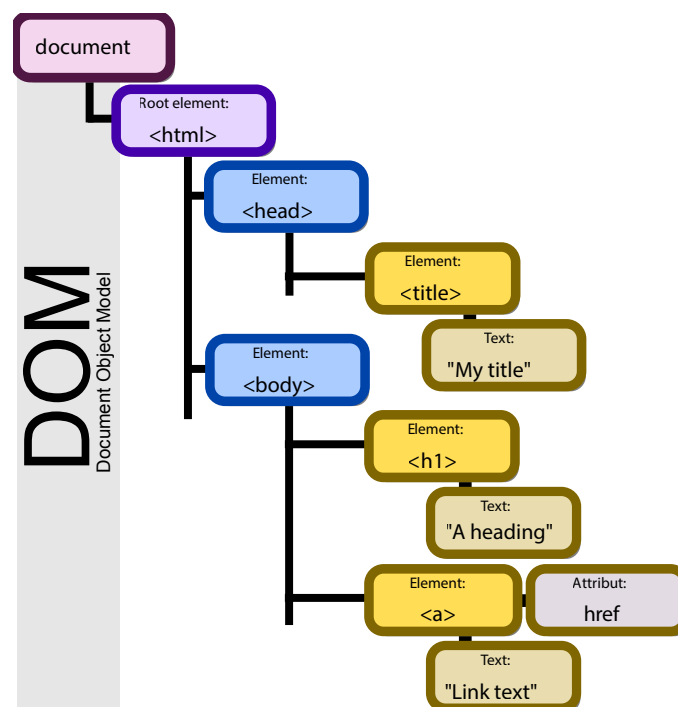 document
Root element:
<html>
Element:
<head>
Element:
<title>
Text:
"My title"
Element:
<body>
Element:
<h1>
Text:
"A heading"
Element:
<a>
Attribut:
href
Text:
"Link text"
DOM
Document Object Model